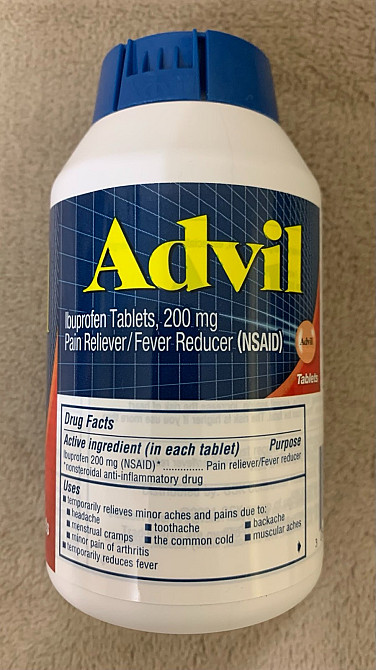 Advil
Ibuprofen Tablets, 200 mg
Pain Reliever/Fever Reducer (NSAID)
Advil
Tablets
Drug Facts
Active ingredient (in each tablet) Purpose
Ibuprofen 200 mg (NSAID)* .............. Pain reliever/Fever reducer
*nonsteroidal anti-inflammatory drug
Uses
■ temporarily relieves minor aches and pains due to:
■ headache ■ toothache ■ backache
■ menstrual cramps ■ the common cold ■ muscular aches
■ minor pain of arthritis
■ temporarily reduces fever